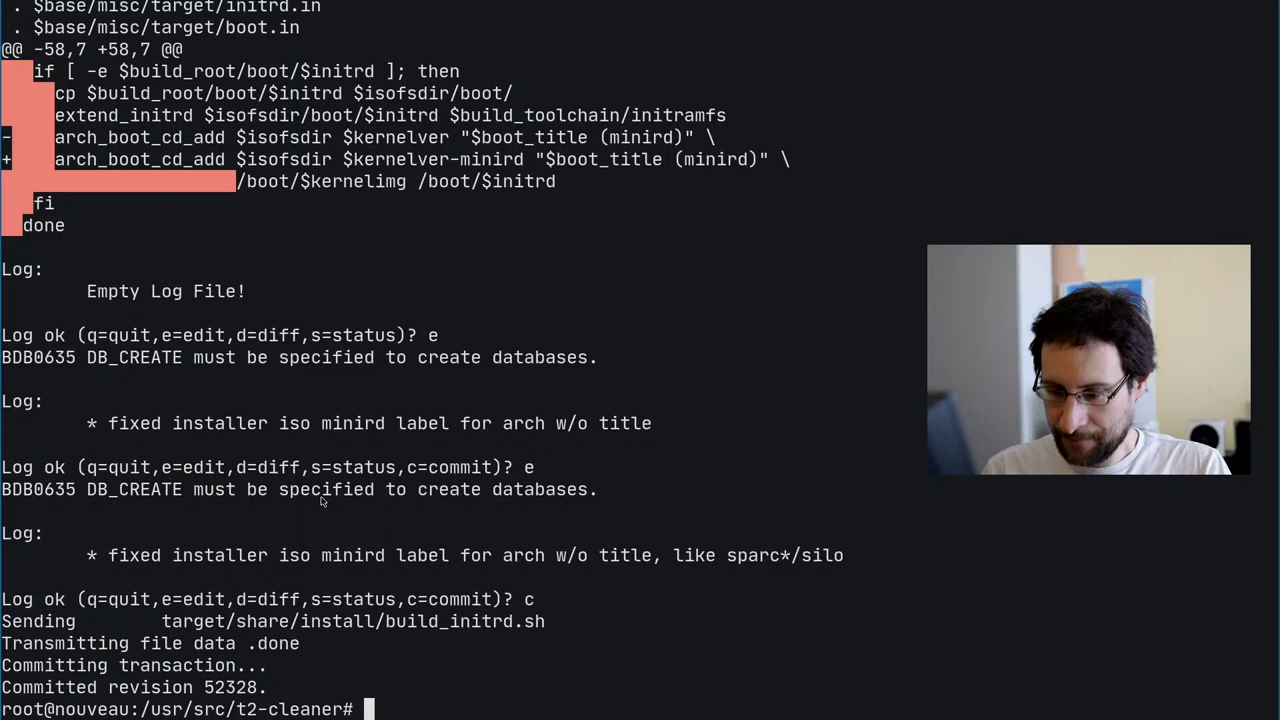 . $base/misc/target/initrd.in
. $base/misc/target/boot.in
@@ -58,7 +58,7 @@
if [ -e $build_root/boot/$initrd ]; then
cp $build_root/boot/$initrd $isofsdir/boot/
extend_initrd $isofsdir/boot/$initrd $build_toolchain/initramfs
- arch_boot_cd_add $isofsdir $kernelver "$boot_title (minird)" \
+ arch_boot_cd_add $isofsdir $kernelver-minird "$boot_title (minird)" \
/boot/$kernelimg /boot/$initrd
fi
done
Log:
Empty Log File!
Log ok (q=quit,e=edit,d=diff,s=status)? e
BDB0635 DB_CREATE must be specified to create databases.
Log:
* fixed installer iso minird label for arch w/o title
Log ok (q=quit,e=edit,d=diff,s=status,c=commit)? e
BDB0635 DB_CREATE must be specified to create databases.
Log:
* fixed installer iso minird label for arch w/o title, like sparc*/silo
Log ok (q=quit,e=edit,d=diff,s=status,c=commit)? c
Sending target/share/install/build_initrd.sh
Transmitting file data .done
Committing transaction...
Committed revision 52328.
root@nouveau:/usr/src/t2-cleaner#